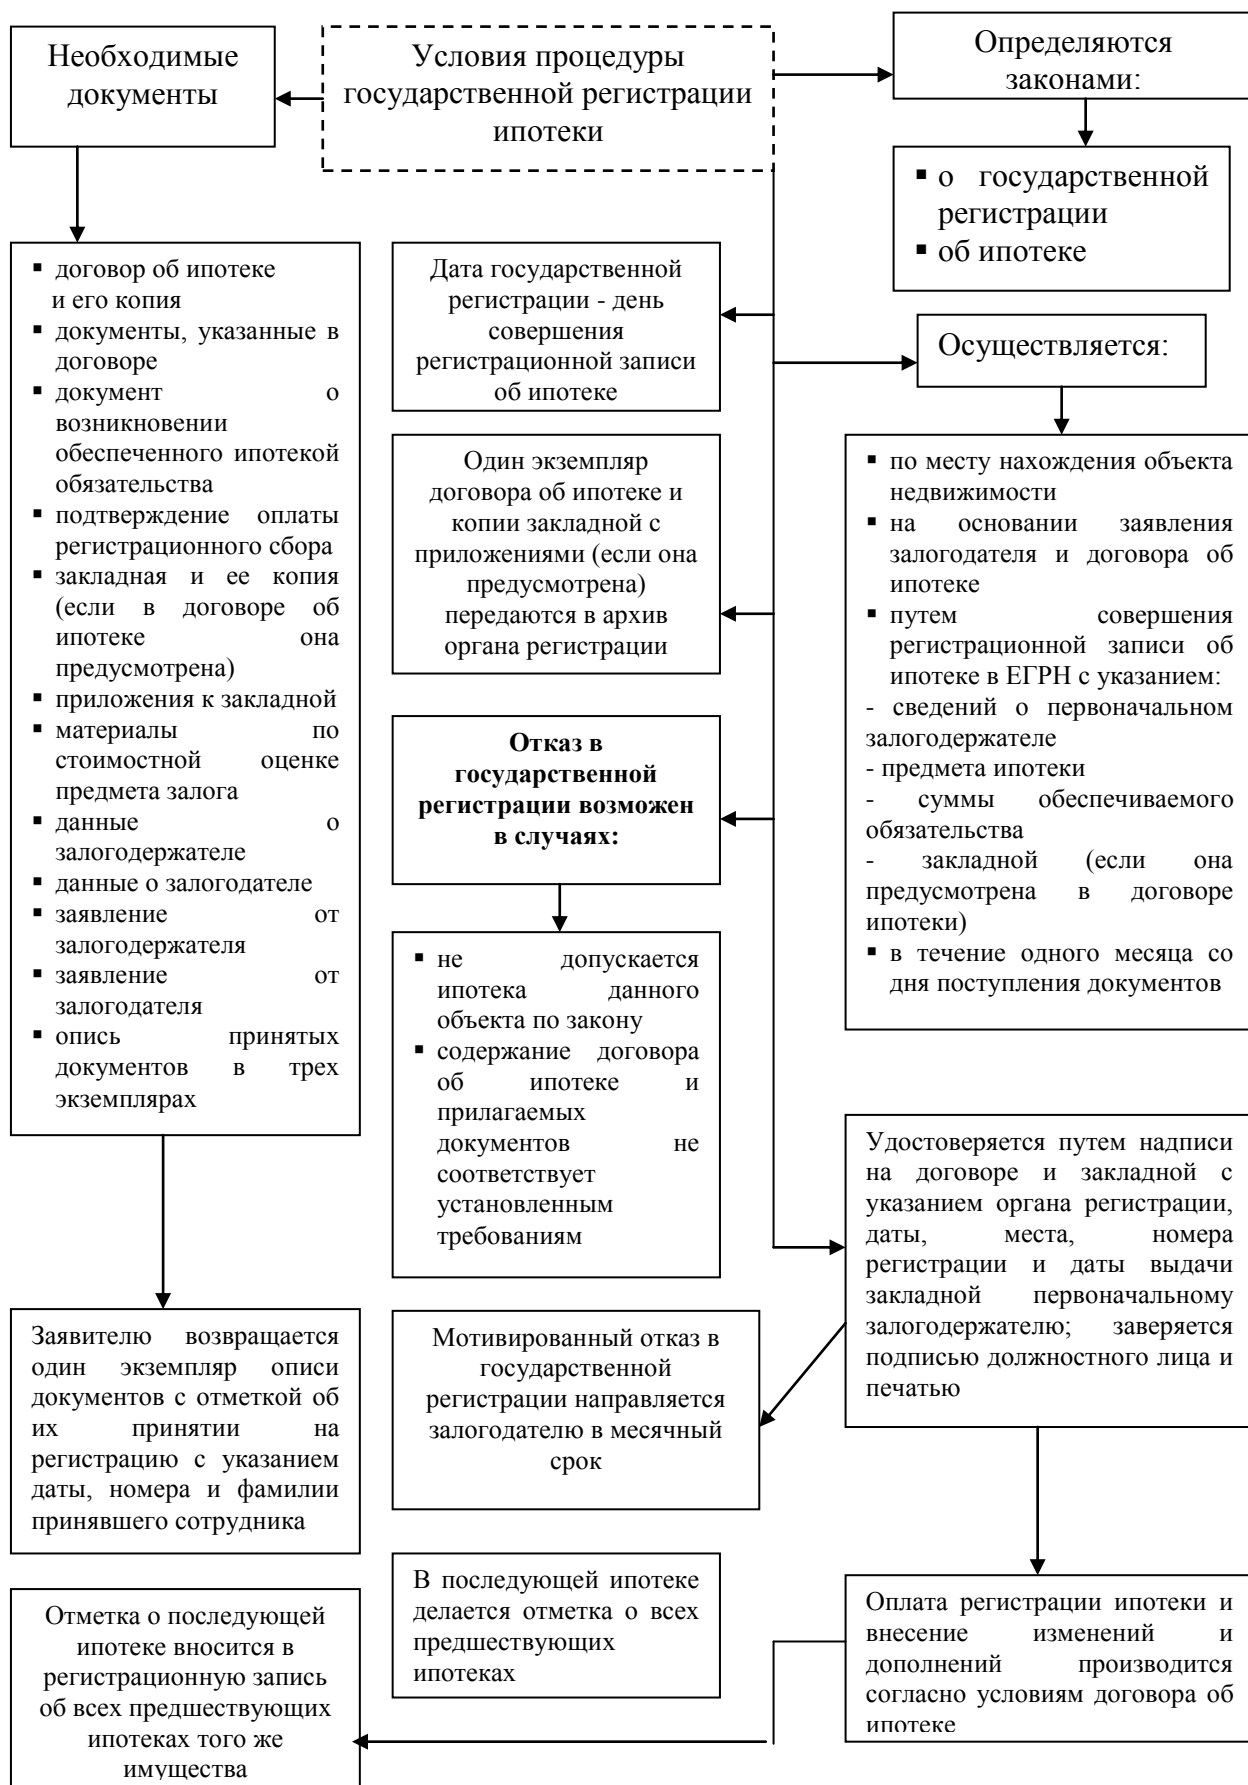 Необходимые
документы
Условия процедуры
государственной регистрации
ипотеки
Определяются
законами:
▪ о государственной
регистрации
▪ об ипотеке
▪ договор об ипотеке
и его копия
▪ документы, указанные в
договоре
▪ документ о
возникновении
обеспеченного ипотекой
обязательства
▪ подтверждение оплаты
регистрационного сбора
▪ закладная и ее копия
(если в договоре об
ипотеке она
предусмотрена)
▪ приложения к закладной
▪ материалы по
стоимостной оценке
предмета залога
▪ данные о
залогодержателе
▪ данные о залогодателе
▪ заявление от
залогодержателя
▪ заявление от
залогодателя
▪ опись принятых
документов в трех
экземплярах
Дата государственной
регистрации - день
совершения
регистрационной записи
об ипотеке
Осуществляется:
Один экземпляр
договора об ипотеке и
копии закладной с
приложениями (если она
предусмотрена)
передаются в архив
органа регистрации
▪ по месту нахождения объекта
недвижимости
▪ на основании заявления
залогодателя и договора об
ипотеке
▪ путем совершения
регистрационной записи об
ипотеке в ЕГРН с указанием:
- сведений о первоначальном
залогодержателе
- предмета ипотеки
- суммы обеспечиваемого
обязательства
- закладной (если она
предусмотрена в договоре
ипотеки)
▪ в течение одного месяца со
дня поступления документов
Отказ в
государственной
регистрации возможен
в случаях:
▪ не допускается
ипотека данного
объекта по закону
▪ содержание договора
об ипотеке и
прилагаемых
документов не
соответствует
установленным
требованиям
Удостоверяется путем надписи
на договоре и закладной с
указанием органа регистрации,
даты, места, номера
регистрации и даты выдачи
закладной первоначальному
залогодержателю; заверяется
подписью должностного лица и
печатью
Заявителю возвращается
один экземпляр описи
документов с отметкой об
их принятии на
регистрацию с указанием
даты, номера и фамилии
принявшего сотрудника
Мотивированный отказ в
государственной
регистрации направляется
залогодателю в месячный
срок
Отметка о последующей
ипотеке вносится в
регистрационную запись
об всех предшествующих
ипотеках того же
имущества
В последующей ипотеке
делается отметка о всех
предшествующих
ипотеках
Оплата регистрации ипотеки и
внесение изменений и
дополнений производится
согласно условиям договора об
ипотеке